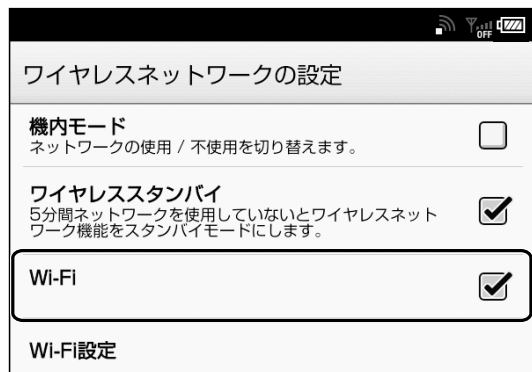 OFF
ワイヤレスネットワークの設定
機内モード
ネットワークの使用 / 不使用を切り替えます。
ワイヤレススタンバイ
5分間ネットワークを使用していないとワイヤレスネット
ワーク機能をスタンバイモードにします。
Wi-Fi
Wi-Fi設定